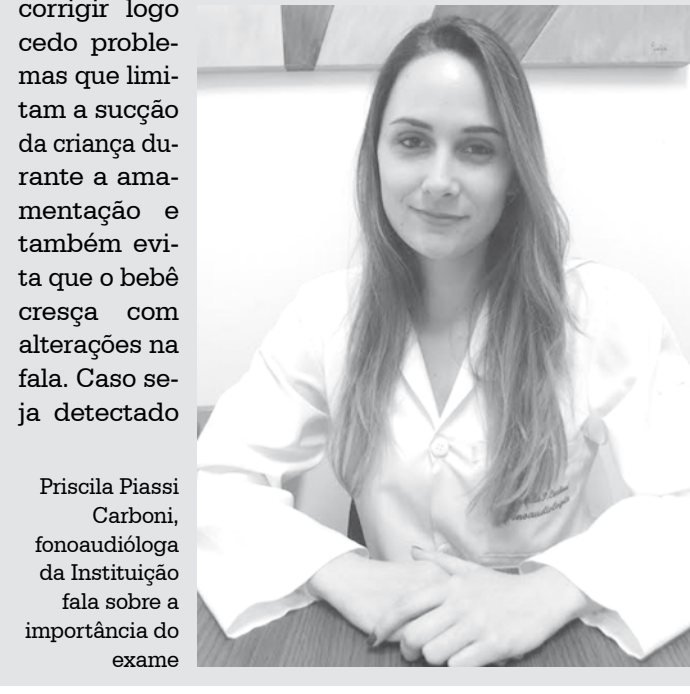 corrigir logo
cedo proble-
mas que limi-
tam a sucção
da criança du-
rante a ama-
mentação e
também evi-
ta que o bebê
cresça com
alterações na
fala. Caso se-
ja detectado
Priscila Piassi
Carboni,
fonoaudióloga
da Instituição
fala sobre a
importância do
exame